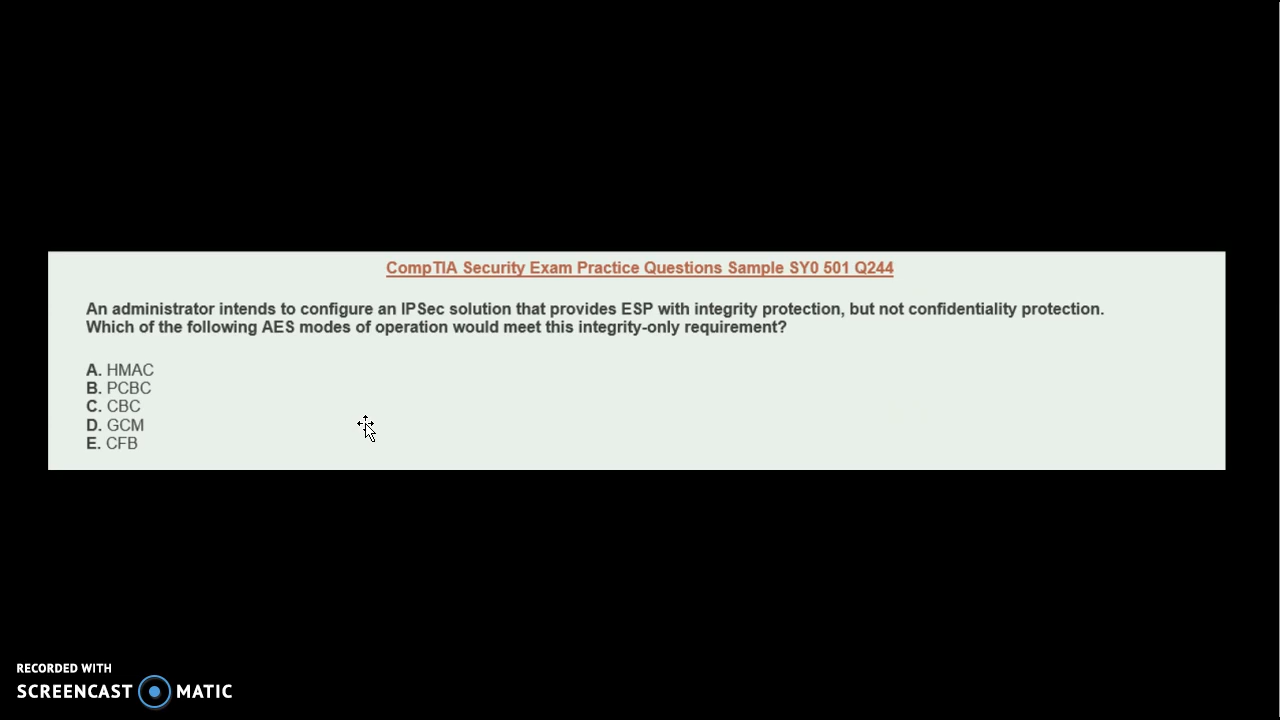 CompTIA Security Exam Practice Questions Sample SY0 501 Q244
An administrator intends to configure an IPSec solution that provides ESP with integrity protection, but not confidentiality protection.
Which of the following AES modes of operation would meet this integrity-only requirement?
A. HMAC
B. PCBC
C. CBC
D. GCM
E. CFB
RECORDED WITH
SCREENCAST MATIC